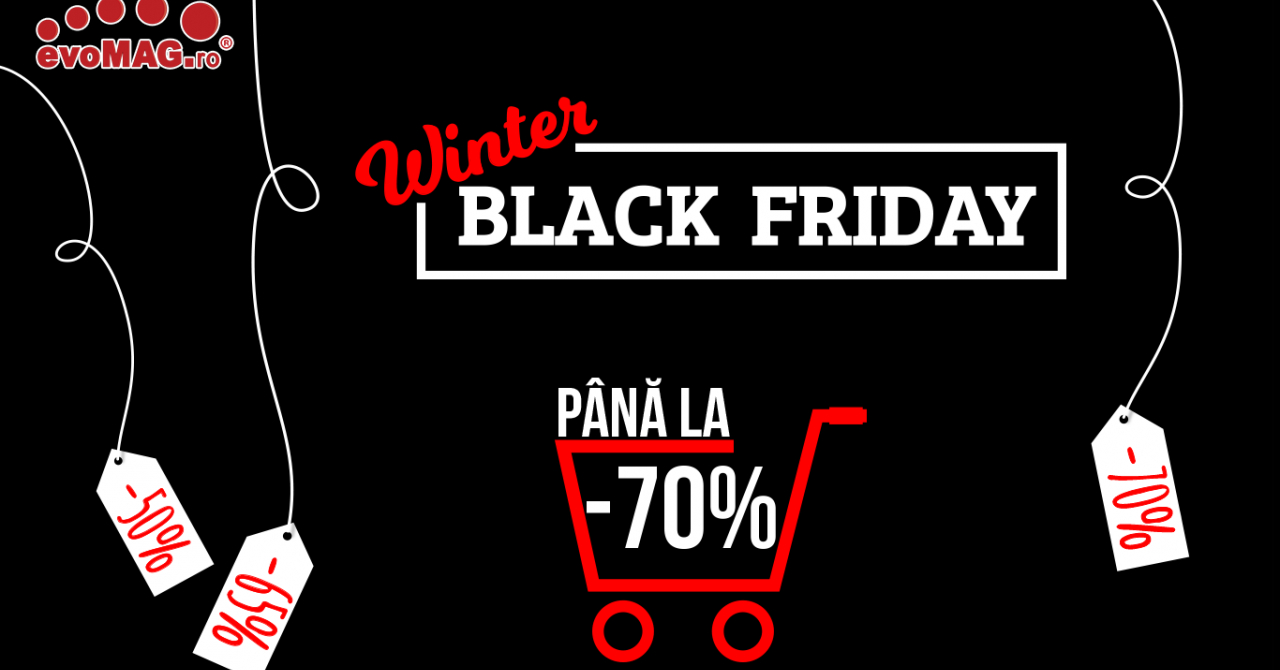 evoMAG.ro®
Winter
BLACK FRIDAY
PÂNĂ LA
-70%
-50%
-65%
-70%